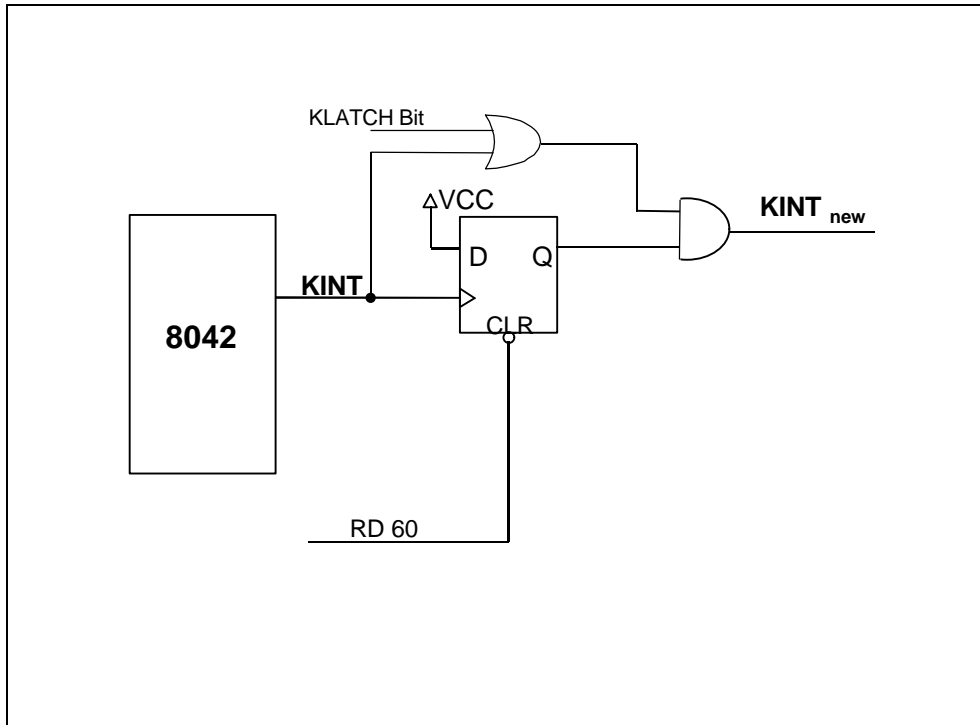 KLATCH Bit
VCC
KINT new
D Q
KINT
CLR
8042
RD 60